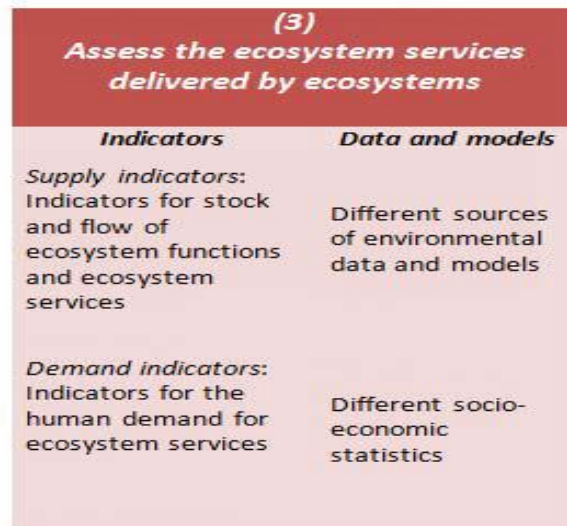 (3)
Assess the ecosystem services
delivered by ecosystems
Indicators
Data and models
Supply indicators:
Indicators for stock
and flow of
ecosystem functions
and ecosystem
services
Different sources
of environmental
data and models
Demand indicators:
Indicators for the
human demand for
ecosystem services
Different socio-
economic
statistics